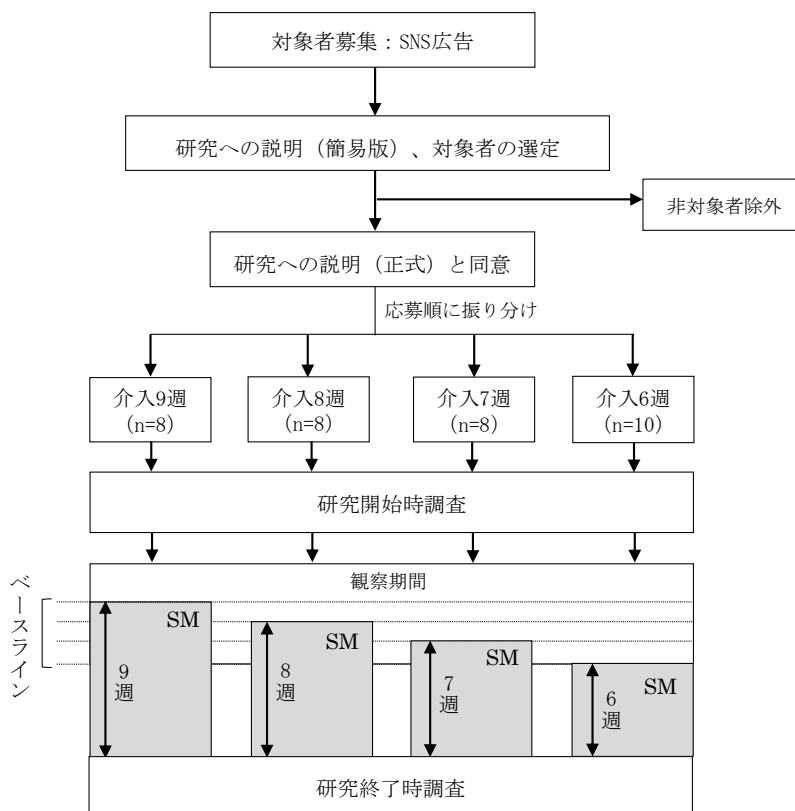 対象者募集：SNS広告
研究への説明（簡易版）、対象者の選定
非対象者除外
研究への説明（正式）と同意
応募順に振り分け
介入9週
(n=8)
介入8週
(n=8)
介入7週
(n=8)
介入6週
(n=10)
研究開始時調査
観察期間
ベースライン
SM
9週
SM
8週
SM
7週
SM
6週
研究終了時調査